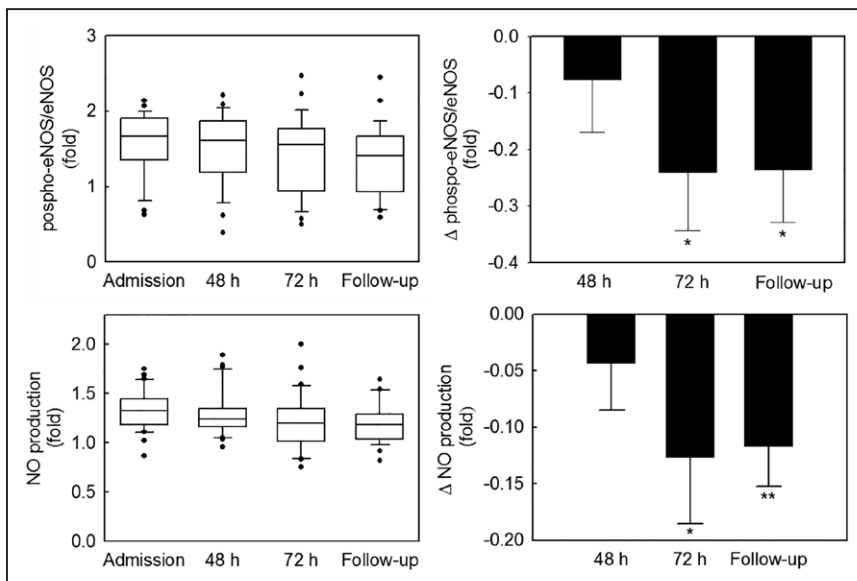 pospho-eNOS/eNOS
(fold)
3
2
1
0
Admission 48 h 72 h Follow-up
Δ phospo-eNOS/eNOS
(fold)
0.0
-0.1
-0.2
-0.3
-0.4
* *
48 h 72 h Follow-up
NO production
(fold)
2.0
1.5
1.0
0.5
0.0
Admission 48 h 72 h Follow-up
Δ NO production
(fold)
0.00
-0.05
-0.10
-0.15
-0.20
* **
48 h 72 h Follow-up